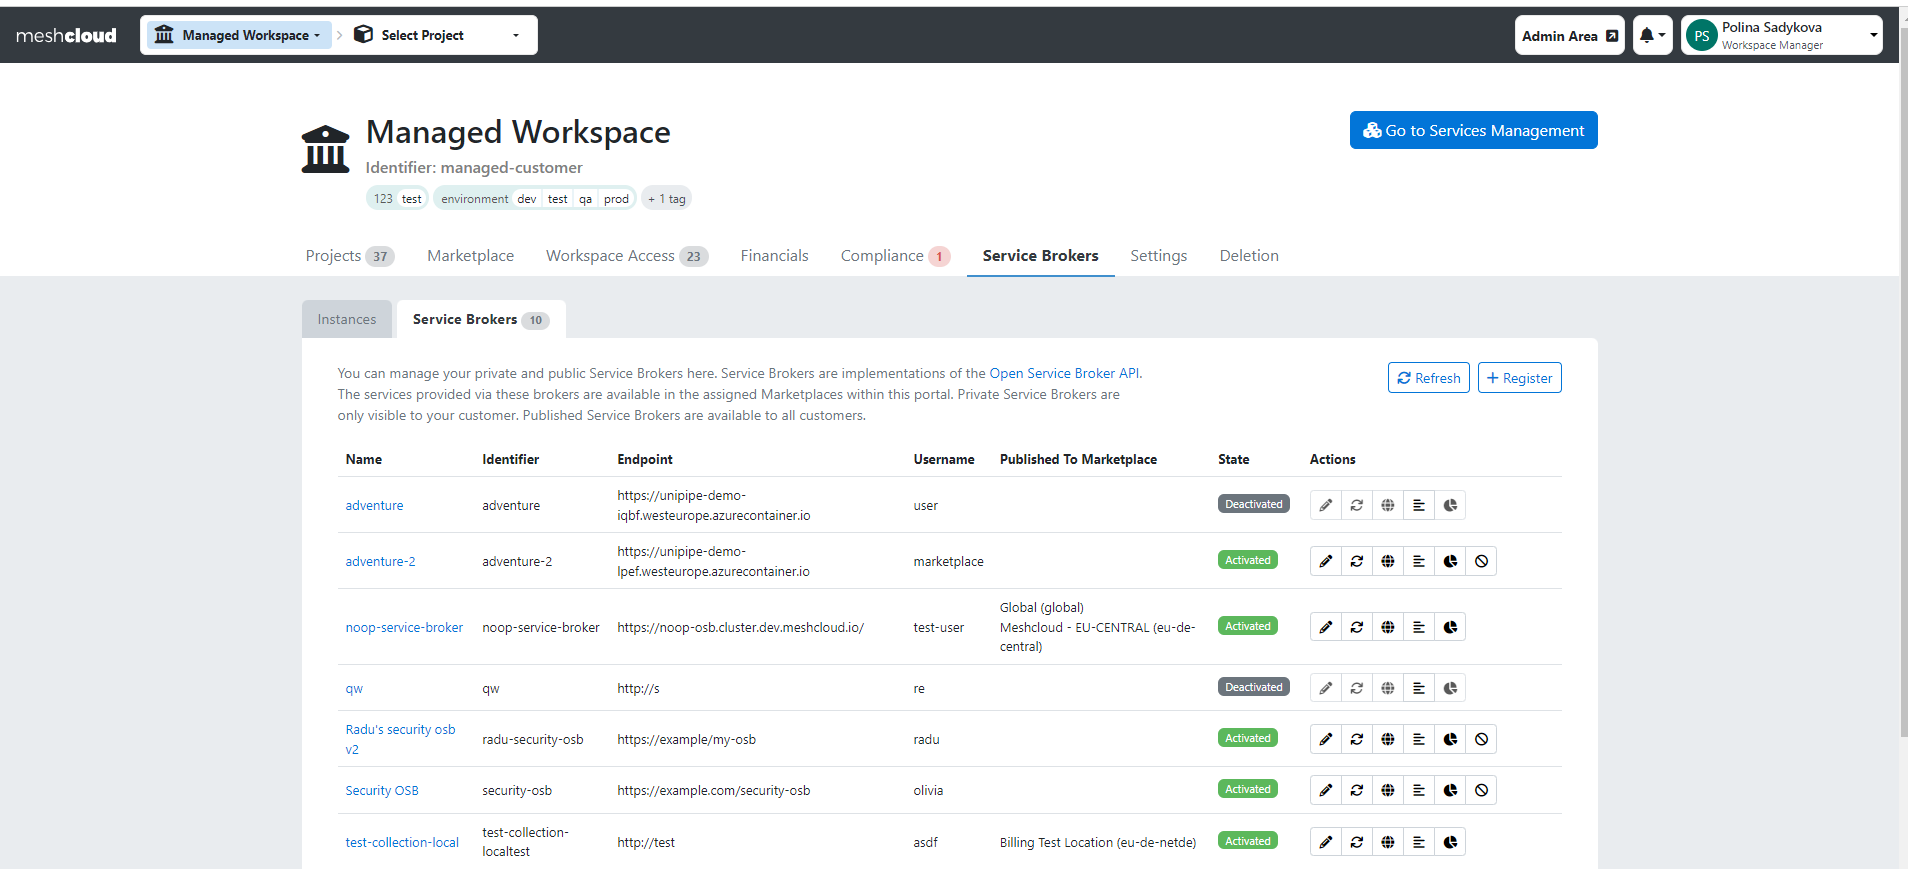 meshcloud
Managed Workspace
Select Project
Admin Area
PS
Polina Sadykova
Workspace Manager
Managed Workspace
Identifier: managed-customer
123 test
environment dev test qa prod
+ 1 tag
Go to Services Management
Projects 37
Marketplace
Workspace Access 23
Financials
Compliance 1
Service Brokers
Settings
Deletion
Instances
Service Brokers 10
You can manage your private and public Service Brokers here. Service Brokers are implementations of the Open Service Broker API.
The services provided via these brokers are available in the assigned Marketplaces within this portal. Private Service Brokers are
only visible to your customer. Published Service Brokers are available to all customers.
Refresh
+ Register
Name Identifier Endpoint Username Published To Marketplace State Actions
adventure adventure https://unipipe-demo-
iqbf.westeurope.azurecontainer.io user Deactivated
adventure-2 adventure-2 https://unipipe-demo-
lpef.westeurope.azurecontainer.io marketplace Activated
noop-service-broker noop-service-broker https://noop-osb.cluster.dev.meshcloud.io/ test-user Global (global)
Meshcloud - EU-CENTRAL (eu-de-
central) Activated
qw qw http://s re Deactivated
Radu's security osb
v2 radu-security-osb https://example/my-osb radu Activated
Security OSB security-osb https://example.com/security-osb olivia Activated
test-collection-local test-collection-
localtest http://test asdf Billing Test Location (eu-de-netde) Activated